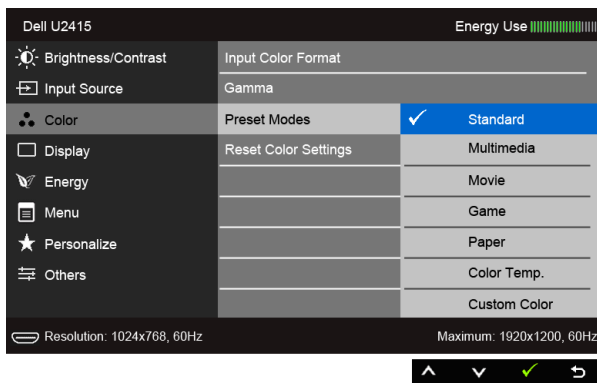 Dell U2415 Energy Use
Brightness/Contrast Input Color Format
Input Source Gamma
Color Preset Modes Standard
Display Reset Color Settings Multimedia
Energy Movie
Menu Game
Personalize Paper
Others Color Temp.
Custom Color
Resolution: 1024x768, 60Hz Maximum: 1920x1200, 60Hz